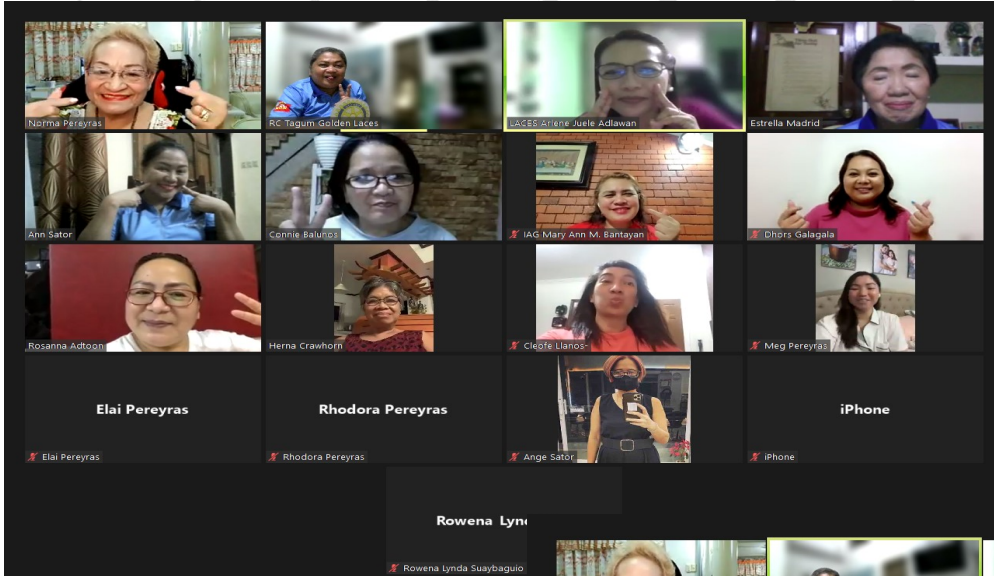 Norma Pereyras
RC Tagum Golden Laces
LACES Arlene Juele Adlawan
Estrella Madrid
Ann Sator
Connie Balunos
IAG Mary Ann M. Bantayan
Dhors Galagala
Rosanna Adtoon
Herna Crawhorn
Cleofe Llanos-
Meg Pereyras
Elai Pereyras
Rhodora Pereyras
iPhone
Elai Pereyras
Rhodora Pereyras
Ange Sator
iPhone
Rowena Lynd
Rowena Lynda Suaybaguio